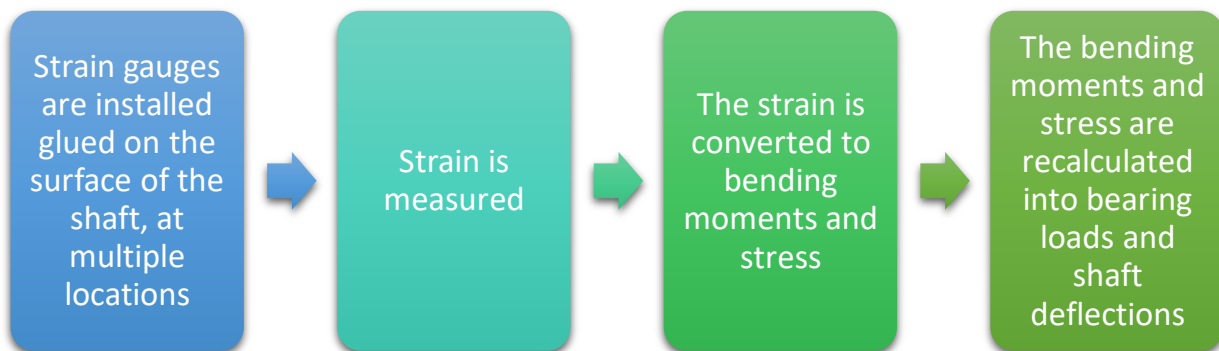 Strain gauges
are installed
glued on the
surface of the
shaft, at
multiple
locations
Strain is
measured
The strain is
converted to
bending
moments and
stress
The bending
moments and
stress are
recalculated
into bearing
loads and
shaft
deflections